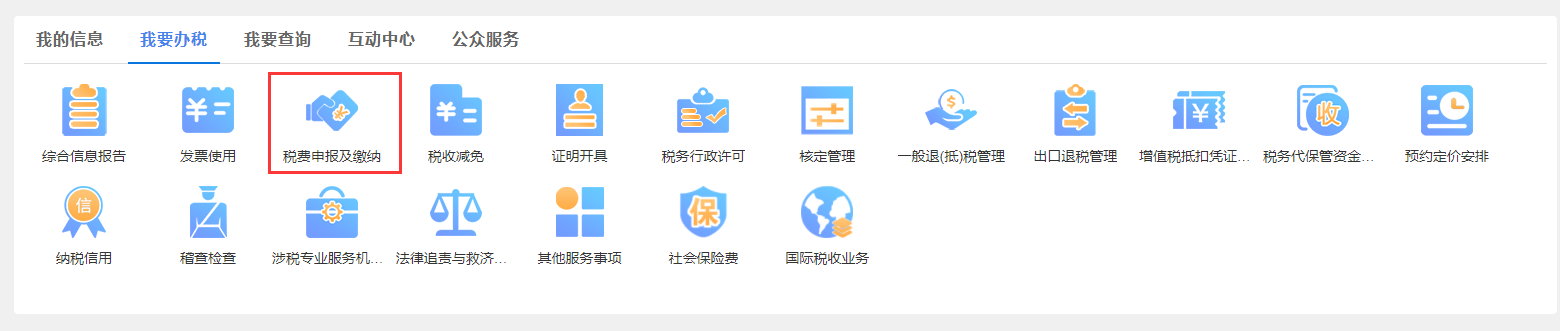 我的信息 我要办税 我要查询 互动中心 公众服务
综合信息报告 发票使用 税费申报及缴纳 税收减免 证明开具 税务行政许可 核定管理 一般退(抵)税管理 出口退税管理 增值税抵扣凭证... 税务代保管资金... 预约定价安排
收
信
保
纳税信用 稽查检查 涉税专业服务机... 法律追责与救济... 其他服务事项 社会保险费 国际税收业务